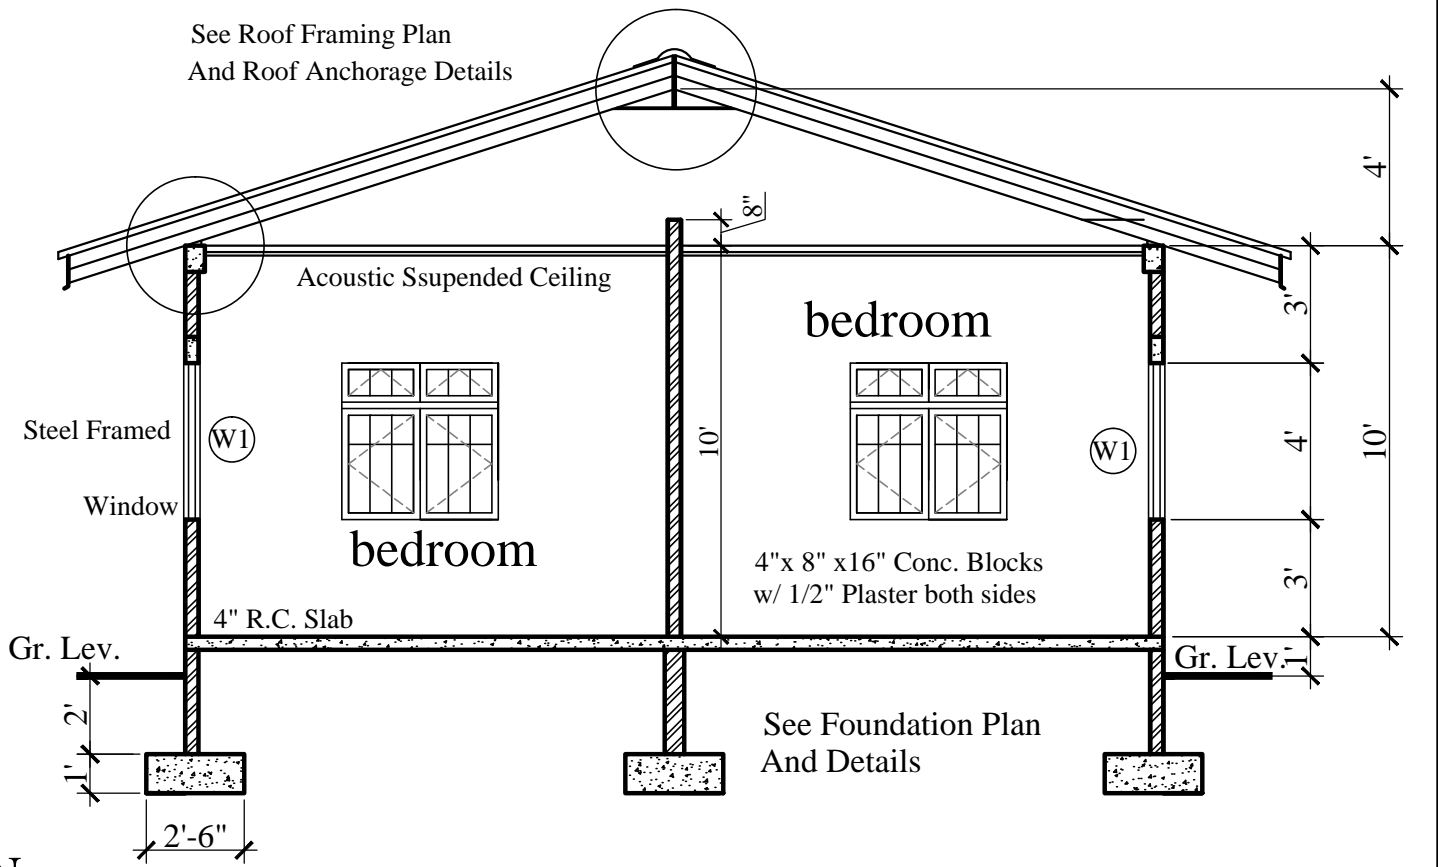 See Roof Framing Plan
And Roof Anchorage Details
4'
8"
Acoustic Ssupended Ceiling
3'
bedroom
Steel Framed
W1
10'
W1
4'
10'
Window
bedroom
4"x 8" x16" Conc. Blocks
w/ 1/2" Plaster both sides
3'
4" R.C. Slab
Gr. Lev.
Gr. Lev.
1'
2'
See Foundation Plan
And Details
1'
2'-6"